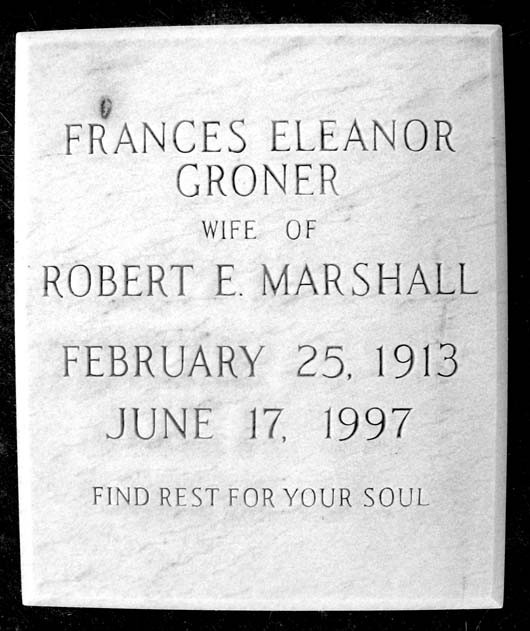 FRANCES ELEANOR
GRONER
WIFE OF
ROBERT E. MARSHALL
FEBRUARY 25, 1913
JUNE 17, 1997
FIND REST FOR YOUR SOUL